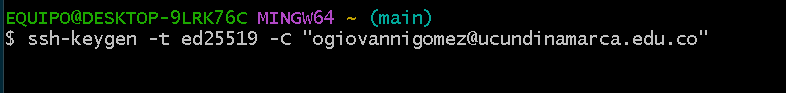 EQUIPO@DESKTOP-9LRK76C MINGW64 ~ (main)
$ ssh-keygen -t ed25519 -C "ogiovannigomez@ucundinamarca.edu.co"